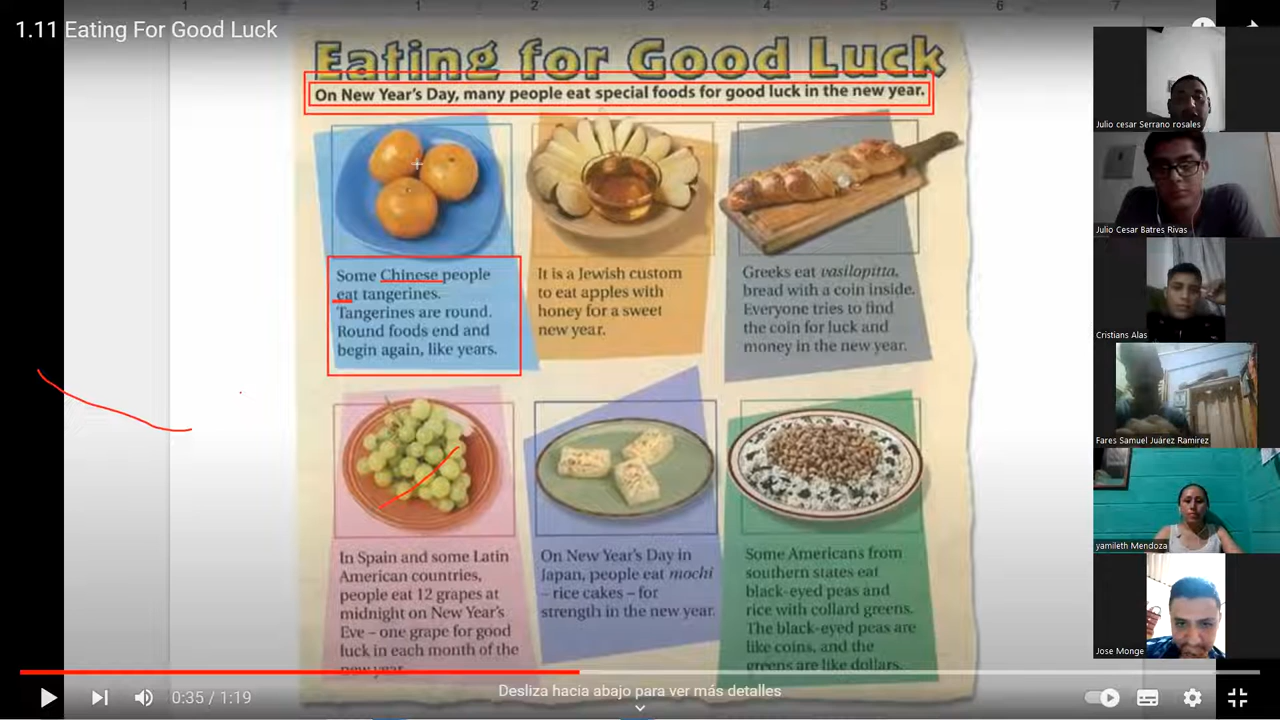 1 2 3 4 5 6 7
1.11 Eating For Good Luck
Eating for Good Luck
On New Year's Day, many people eat special foods for good luck in the new year.
Some Chinese people
eat tangerines.
Tangerines are round.
Round foods end and
begin again, like years.
It is a Jewish custom
to eat apples with
honey for a sweet
new year.
Greeks eat vasilopitta,
bread with a coin inside.
Everyone tries to find
the coin for luck and
money in the new year.
In Spain and some Latin
American countries,
people eat 12 grapes at
midnight on New Year's
Eve – one grape for good
luck in each month of the
new year.
On New Year's Day in
Japan, people eat mochi
– rice cakes – for
strength in the new year.
Some Americans from
southern states eat
black-eyed peas and
rice with collard greens.
The black-eyed peas are
like coins, and the
greens are like dollars.
Julio cesar Serrano rosales
Julio Cesar Batres Rivas
Cristians Alas
Fares Samuel Juárez Ramirez
yamileth Mendoza
Jose Monge
0:35 / 1:19
Desliza hacia abajo para ver más detalles